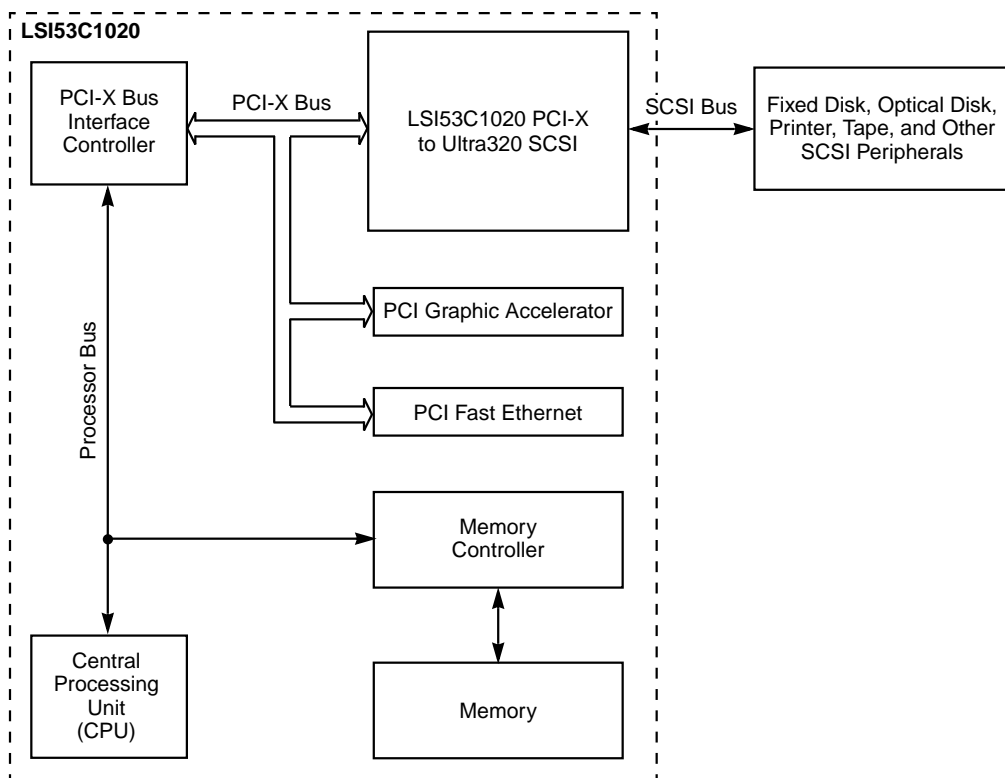 LSI53C1020
PCI-X Bus
Interface
Controller
PCI-X Bus
LSI53C1020 PCI-X
to Ultra320 SCSI
SCSI Bus
Fixed Disk, Optical Disk,
Printer, Tape, and Other
SCSI Peripherals
PCI Graphic Accelerator
Processor Bus
PCI Fast Ethernet
Memory
Controller
Central
Processing
Unit
(CPU)
Memory